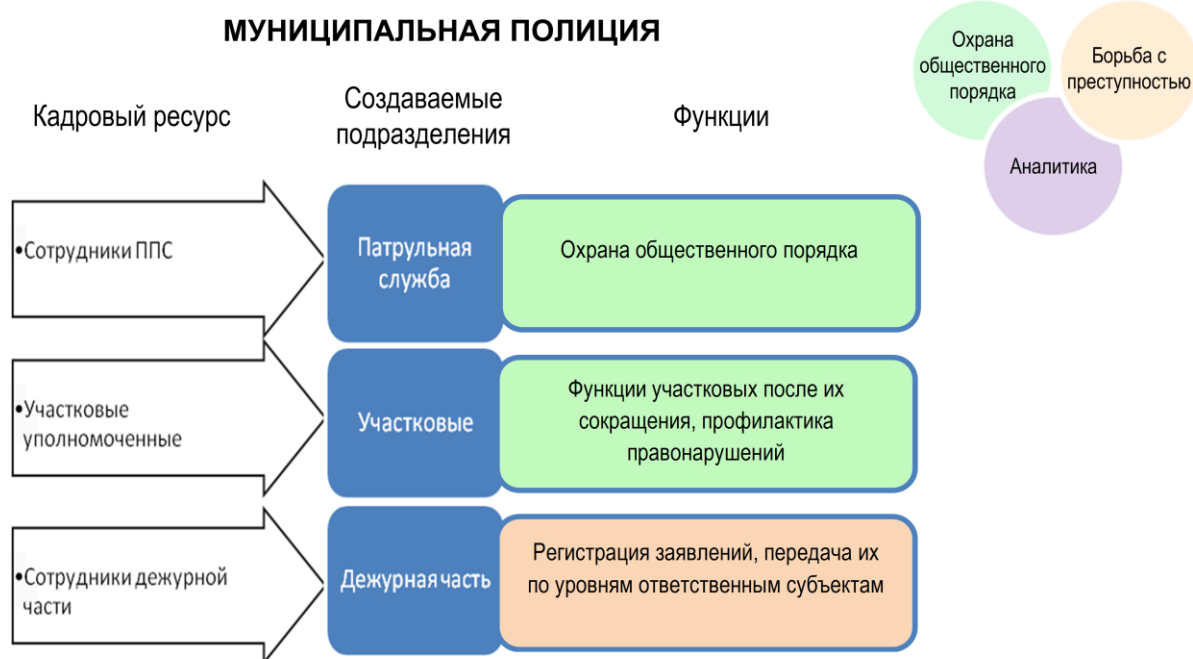 МУНИЦИПАЛЬНАЯ ПОЛИЦИЯ
Охрана
общественного
порядка
Борьба с
преступностью
Аналитика
Кадровый ресурс
Создаваемые
подразделения
Функции
•Сотрудники ППС
Патрульная
служба
Охрана общественного порядка
•Участковые
уполномоченные
Участковые
Функции участковых после их
сокращения, профилактика
правонарушений
•Сотрудники дежурной
части
Дежурная часть
Регистрация заявлений, передача их
по уровням ответственным субъектам